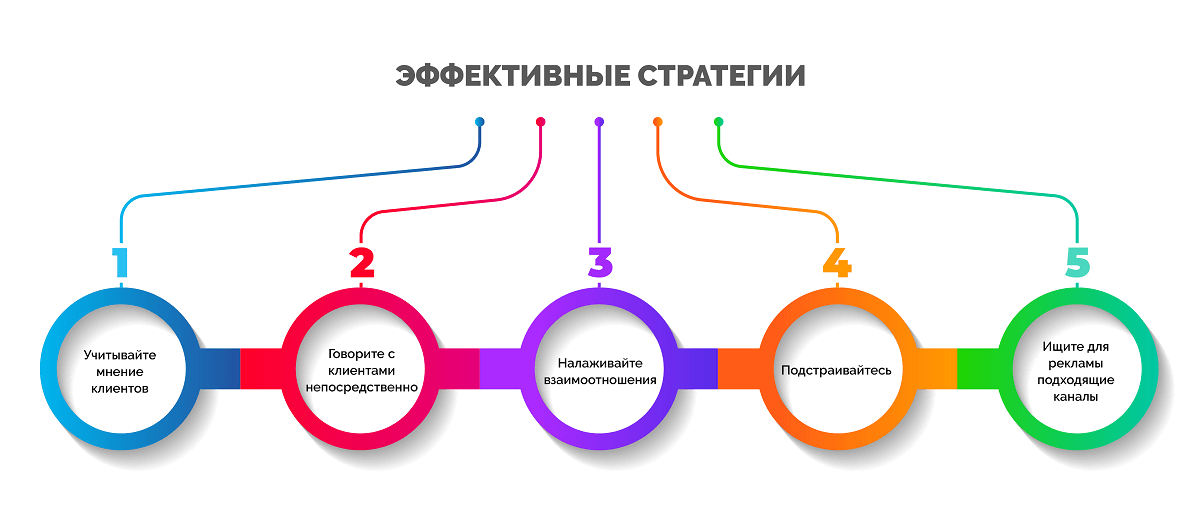 ЭФФЕКТИВНЫЕ СТРАТЕГИИ
1
Учитывайте
мнение
клиентов
2
Говорите с
клиентами
непосредственно
3
Налаживайте
взаимоотношения
4
Подстраивайтесь
5
Ищите для
рекламы
подходящие
каналы